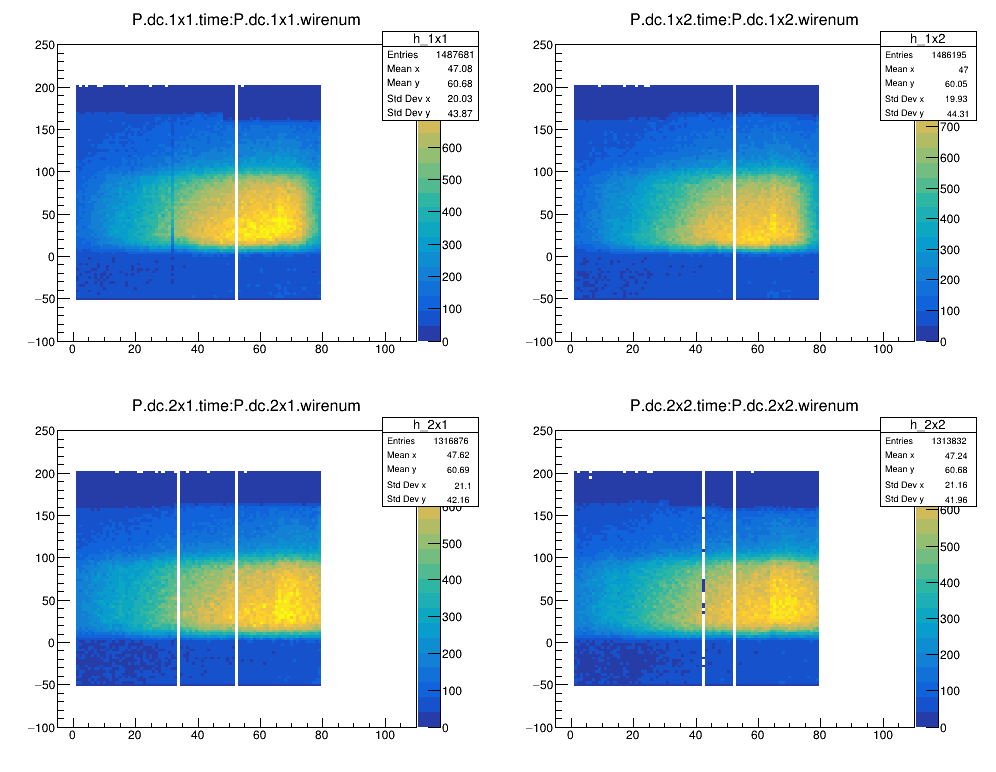 P.dc.1x1.time:P.dc.1x1.wirenum
h_1x1
Entries 1487681
Mean x 47.08
Mean y 60.68
Std Dev x 20.03
Std Dev y 43.87
250
200
150
100
50
0
−50
−100
0 20 40 60 80 100
600
500
400
300
200
100
0
P.dc.1x2.time:P.dc.1x2.wirenum
h_1x2
Entries 1486195
Mean x 47
Mean y 60.05
Std Dev x 19.93
Std Dev y 44.31
250
200
150
100
50
0
−50
−100
0 20 40 60 80 100
700
600
500
400
300
200
100
0
P.dc.2x1.time:P.dc.2x1.wirenum
h_2x1
Entries 1316876
Mean x 47.62
Mean y 60.69
Std Dev x 21.1
Std Dev y 42.16
250
200
150
100
50
0
−50
−100
0 20 40 60 80 100
600
500
400
300
200
100
0
P.dc.2x2.time:P.dc.2x2.wirenum
h_2x2
Entries 1313832
Mean x 47.24
Mean y 60.68
Std Dev x 21.16
Std Dev y 41.96
250
200
150
100
50
0
−50
−100
0 20 40 60 80 100
600
500
400
300
200
100
0